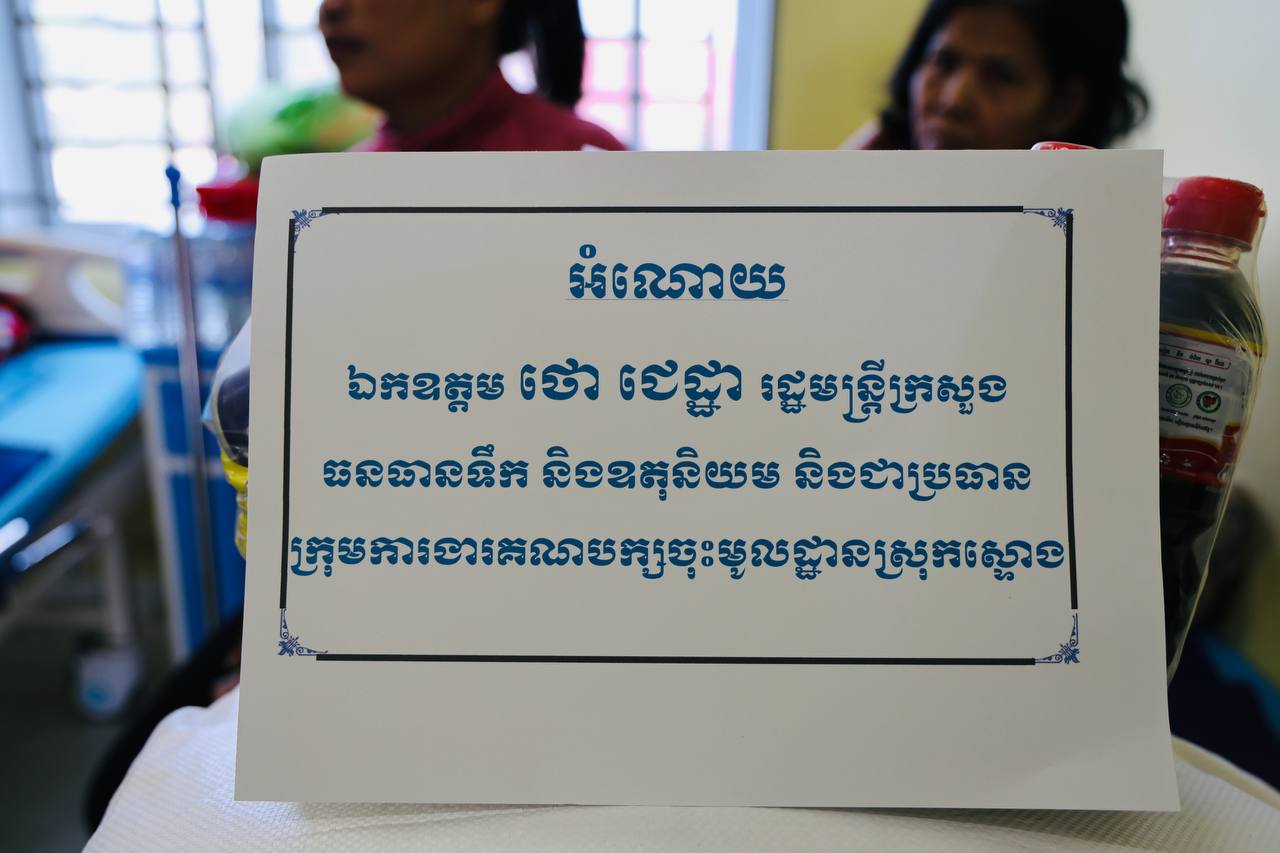 អំណោយ
ឯកឧត្តម ថោ ជេដ្ឋា រដ្ឋមន្ត្រីក្រសួង
ធនធានទឹក និងឧតុនិយម និងជាប្រធាន
ក្រុមការងារគណបក្សចុះមូលដ្ឋានស្រុកស្ទោង